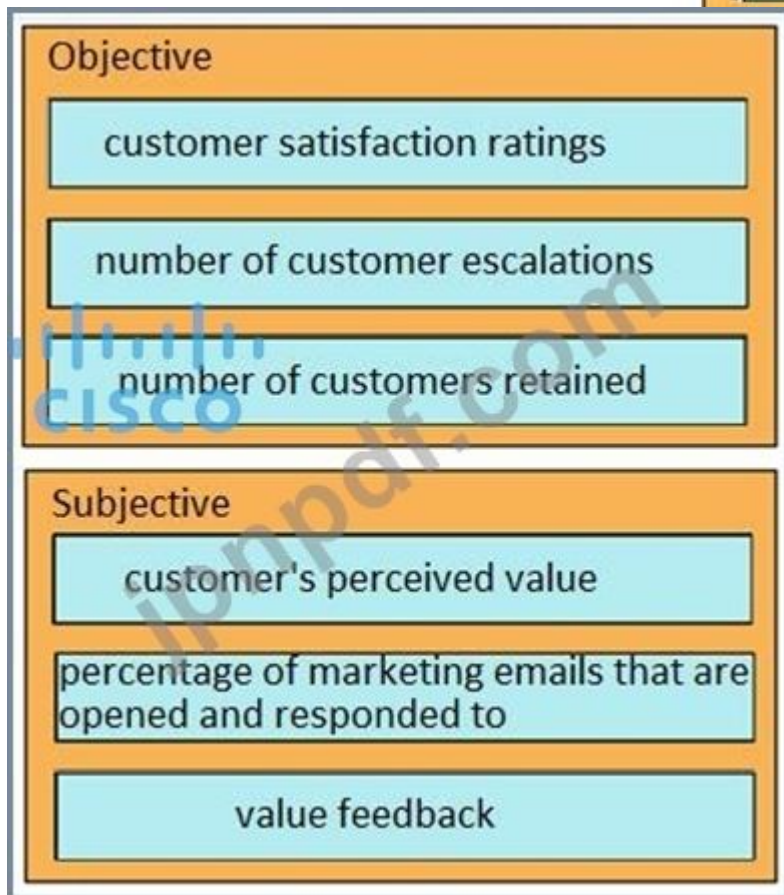 Objective
customer satisfaction ratings
number of customer escalations
number of customers retained
CISCO
jpnpdf.com
Subjective
customer's perceived value
percentage of marketing emails that are
opened and responded to
value feedback